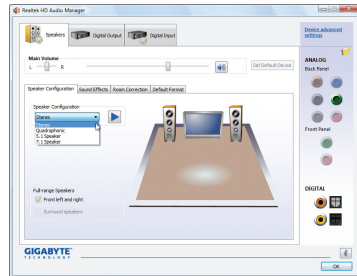 Realtek HD Audio Manager
Speakers
Digital Output
Digital Input
Device advanced
settings
Main Volume
L
R
Set Default Device
ANALOG
Back Panel
Speaker Configuration
Sound Effects
Room Correction
Default Format
Speaker Configuration
Stereo
Stereo
Quadraphonic
5.1 Speaker
7.1 Speaker
Front Panel
Full-range Speakers
Front left and right
Surround speakers
DIGITAL
GIGABYTE
TECHNOLOGY
i
OK